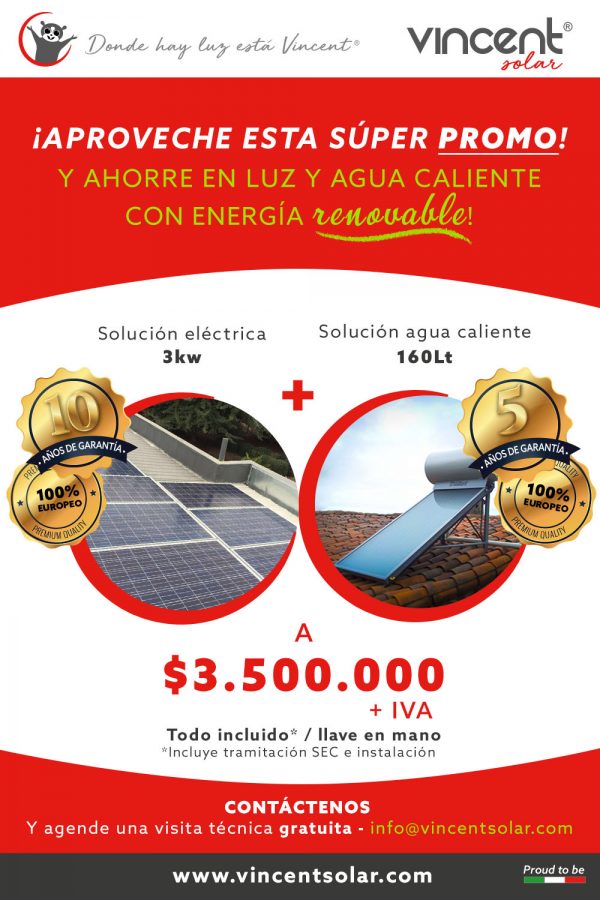 Donde hay luz está Vincent®
vincent®
solar
¡APROVECHE ESTA SÚPER PROMO!
Y AHORRE EN LUZ Y AGUA CALIENTE
CON ENERGÍA renovable!
Solución eléctrica
3kw
Solución agua caliente
160Lt
+
10
AÑOS DE GARANTÍA
100%
EUROPEO
PREMIUM QUALITY
5
AÑOS DE GARANTÍA
100%
EUROPEO
PREMIUM QUALITY
A
$3.500.000
+ IVA
Todo incluido* / llave en mano
*Incluye tramitación SEC e instalación
CONTÁCTENOS
Y agende una visita técnica gratuita - info@vincentsolar.com
www.vincentsolar.com
Proud to be